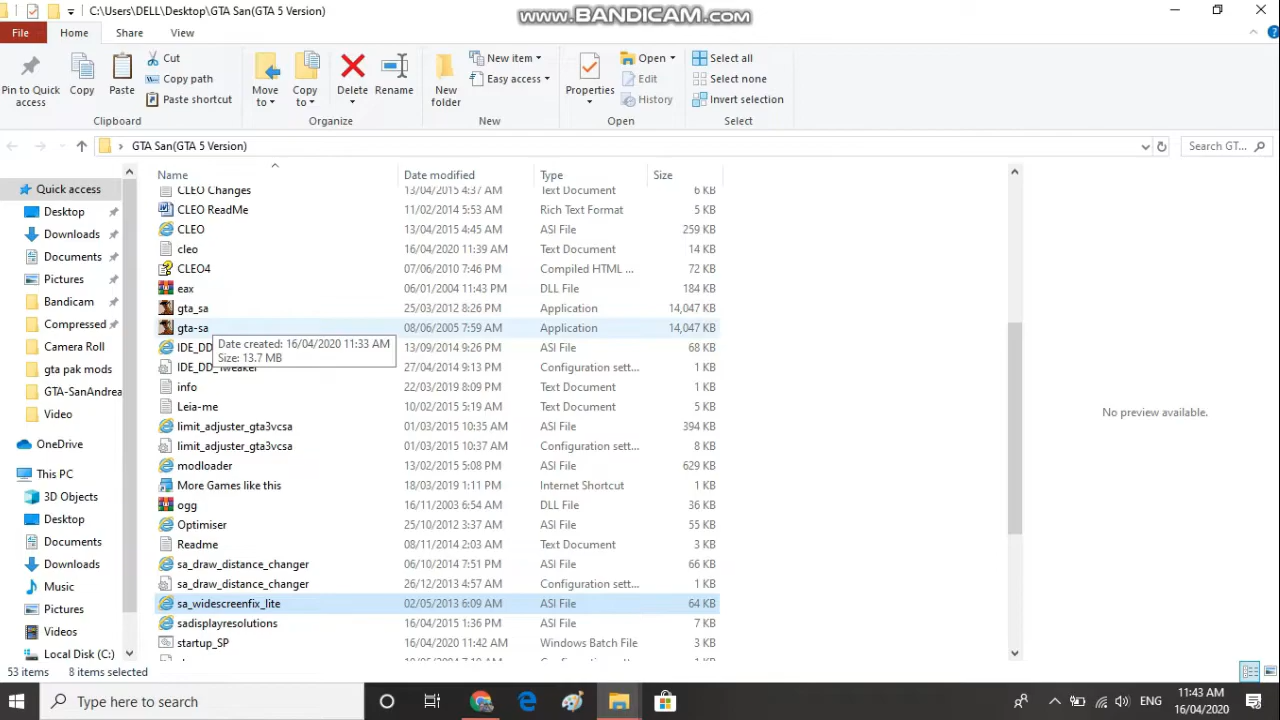 C:\Users\DELL\Desktop\GTA San(GTA 5 Version)
www.BANDICAM.com
File Home Share View
Pin to Quick access
Copy
Paste
Cut
Copy path
Paste shortcut
Clipboard
Move to
Copy to
Delete
Rename
Organize
New folder
New item
Easy access
New
Properties
Open
Edit
History
Open
Select all
Select none
Invert selection
Select
GTA San(GTA 5 Version)
Search GT...
Quick access
Desktop
Downloads
Documents
Pictures
Bandicam
Compressed
Camera Roll
gta pak mods
GTA-SanAndrea
Video
OneDrive
This PC
3D Objects
Desktop
Documents
Downloads
Music
Pictures
Videos
Local Disk (C:)
Name Date modified Type Size
CLEO Changes 13/04/2015 4:37 AM Text Document 6 KB
CLEO ReadMe 11/02/2014 5:53 AM Rich Text Format 5 KB
CLEO 13/04/2015 4:45 AM ASI File 259 KB
cleo 16/04/2020 11:39 AM Text Document 14 KB
CLEO4 07/06/2010 7:46 PM Compiled HTML ... 72 KB
eax 06/01/2004 11:43 PM DLL File 184 KB
gta_sa 25/03/2012 8:26 PM Application 14,047 KB
gta-sa 08/06/2005 7:59 AM Application 14,047 KB
IDE_DD 13/09/2014 9:26 PM ASI File 68 KB
Date created: 16/04/2020 11:33 AM
Size: 13.7 MB
IDE_DD_Tweaker 27/04/2014 9:13 PM Configuration sett... 1 KB
info 22/03/2019 8:09 PM Text Document 1 KB
Leia-me 10/02/2015 5:19 AM Text Document 5 KB
limit_adjuster_gta3vcsa 01/03/2015 10:35 AM ASI File 394 KB
limit_adjuster_gta3vcsa 01/03/2015 10:37 AM Configuration sett... 8 KB
modloader 13/02/2015 5:08 PM ASI File 629 KB
More Games like this 18/03/2019 1:11 PM Internet Shortcut 1 KB
ogg 16/11/2003 6:54 AM DLL File 36 KB
Optimiser 25/10/2012 3:37 AM ASI File 55 KB
Readme 08/11/2014 2:03 AM Text Document 3 KB
sa_draw_distance_changer 06/10/2014 7:51 PM ASI File 66 KB
sa_draw_distance_changer 26/12/2013 4:57 AM Configuration sett... 1 KB
sa_widescreenfix_lite 02/05/2013 6:09 AM ASI File 64 KB
sadisplayresolutions 16/04/2015 1:36 PM ASI File 7 KB
startup_SP 16/04/2020 11:42 AM Windows Batch File 3 KB
No preview available.
53 items 8 items selected
Type here to search
ENG
11:43 AM
16/04/2020